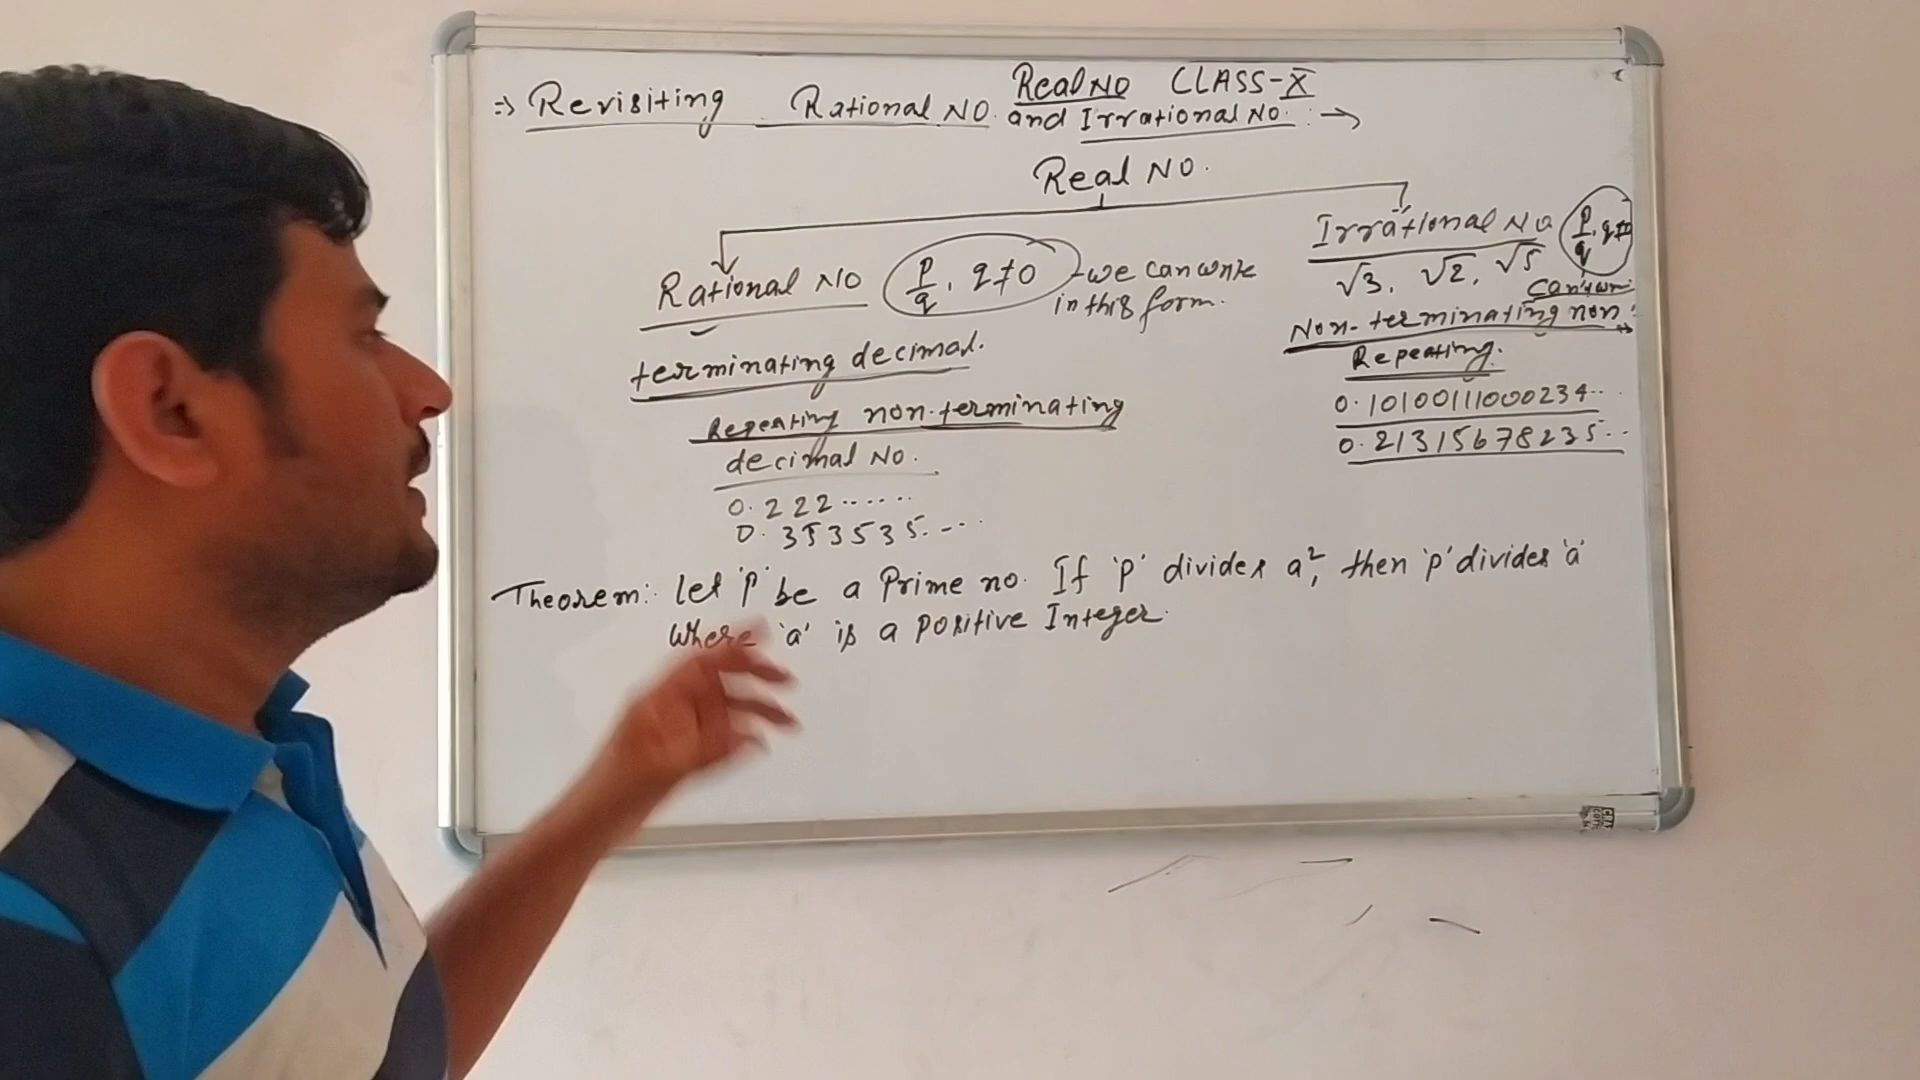 Real NO CLASS-X
⇒ Revisiting Rational NO. and Irrational NO. : →
Real NO.
Rational NO p/q, q≠0 - we can write
in this form.
terminating decimal.
Repeating non-terminating
decimal NO.
0.222......
0.353535....
Irrational NO p/q, q≠
√3, √2, √5
Non-terminating non-
Repeating.
0.10100111000234...
0.21315678235..
Theorem:- Let 'P' be a Prime no. If 'P' divides a², then 'p' divides 'a'
Where 'a' is a positive Integer.